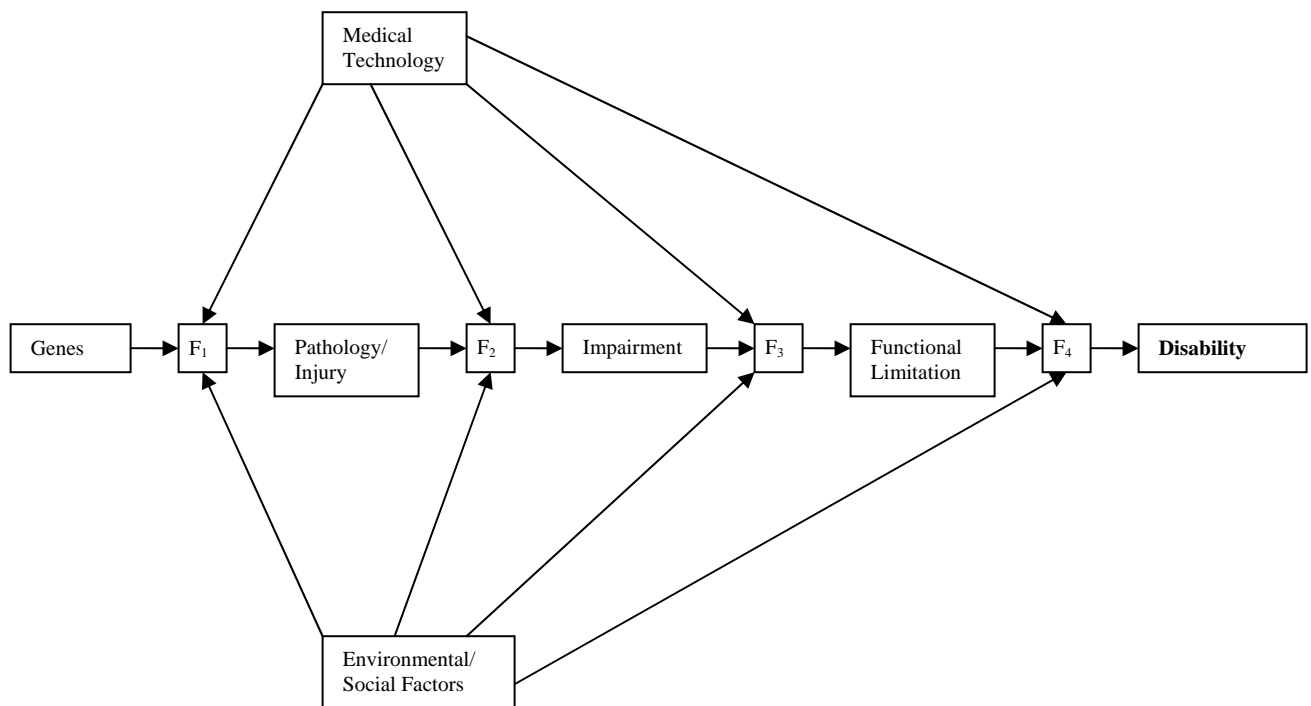 Medical
Technology
Genes
F₁
Pathology/
Injury
F₂
Impairment
F₃
Functional
Limitation
F₄
Disability
Environmental/
Social Factors